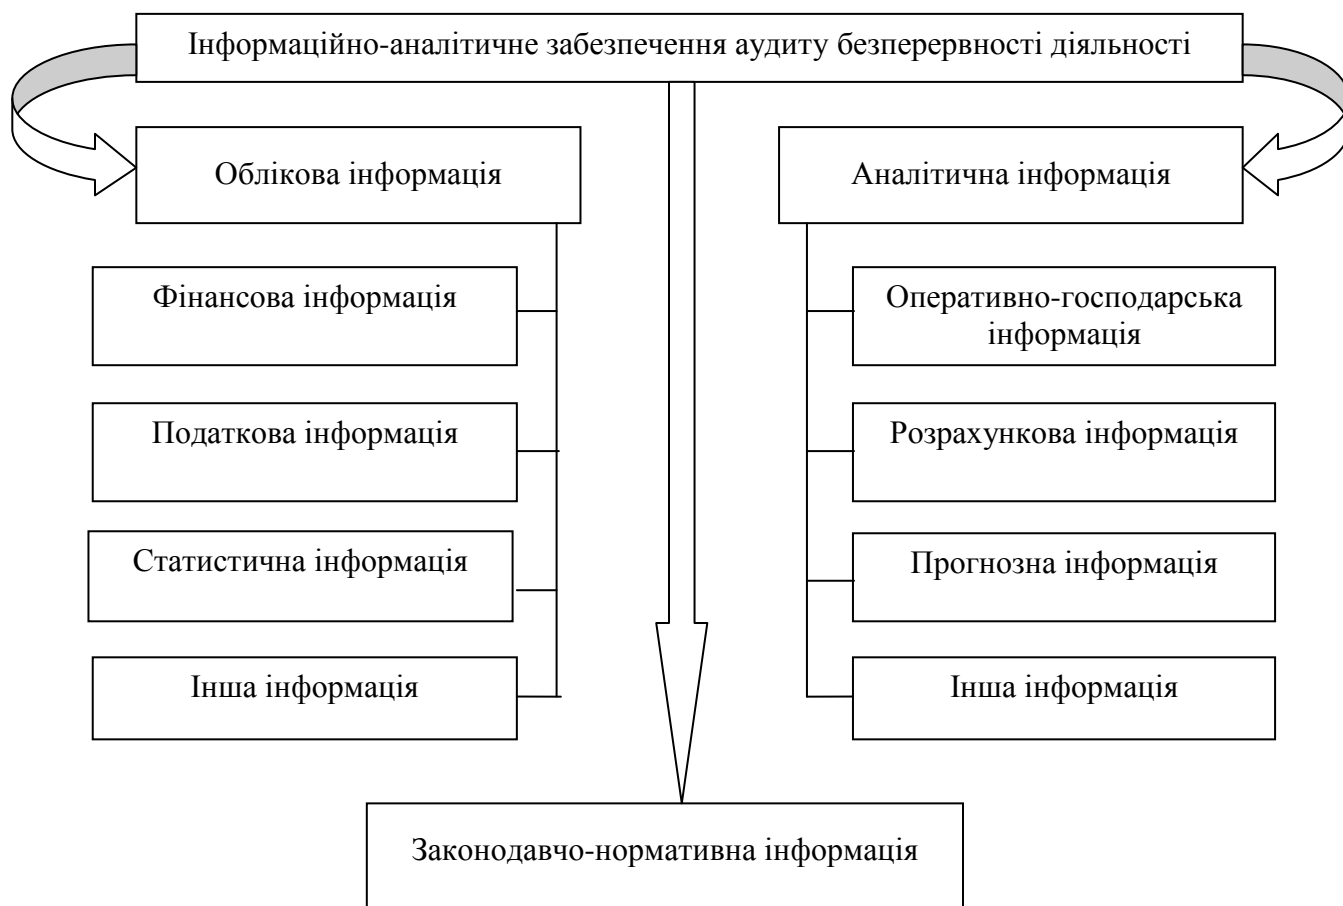 Інформаційно-аналітичне забезпечення аудиту безперервності діяльності
Облікова інформація
Аналітична інформація
Фінансова інформація
Оперативно-господарська
інформація
Податкова інформація
Розрахункова інформація
Статистична інформація
Прогнозна інформація
Інша інформація
Інша інформація
Законодавчо-нормативна інформація